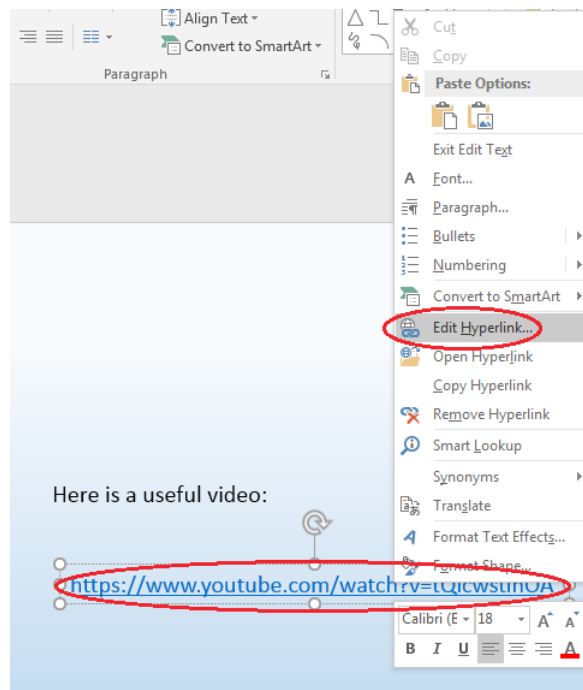 Align Text
Convert to SmartArt
Paragraph
Cut
Copy
Paste Options:
Exit Edit Text
A Font...
Paragraph...
Bullets
Numbering
Convert to SmartArt
Edit Hyperlink...
Open Hyperlink
Copy Hyperlink
Remove Hyperlink
Smart Lookup
Synonyms
Translate
Format Text Effects...
Format Shape...
Here is a useful video:
https://www.youtube.com/watch?v=
Calibri (E 18 A A
B I U A